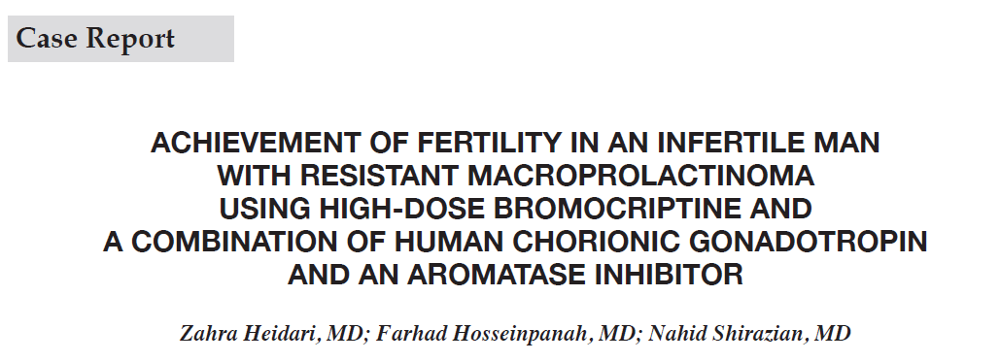 Case Report
ACHIEVEMENT OF FERTILITY IN AN INFERTILE MAN
WITH RESISTANT MACROPROLACTINOMA
USING HIGH-DOSE BROMOCRIPTINE AND
A COMBINATION OF HUMAN CHORIONIC GONADOTROPIN
AND AN AROMATASE INHIBITOR
Zahra Heidari, MD; Farhad Hosseinpanah, MD; Nahid Shirazian, MD